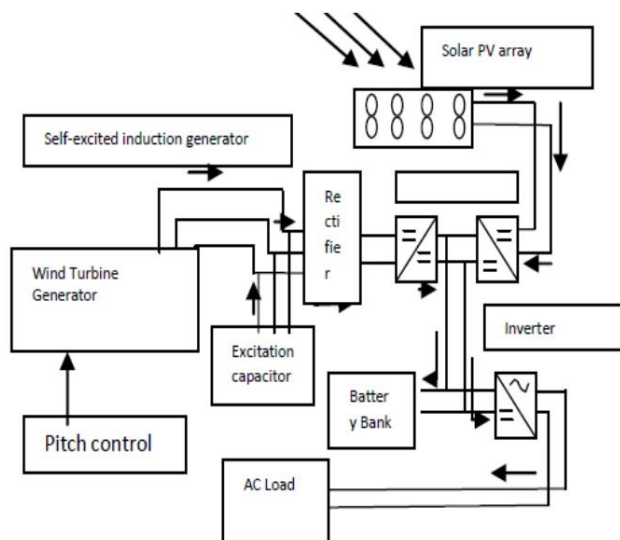 Solar PV array
Self-excited induction generator
Re
cti
fie
r
Wind Turbine
Generator
Inverter
Excitation
capacitor
Batter
y Bank
Pitch control
AC Load